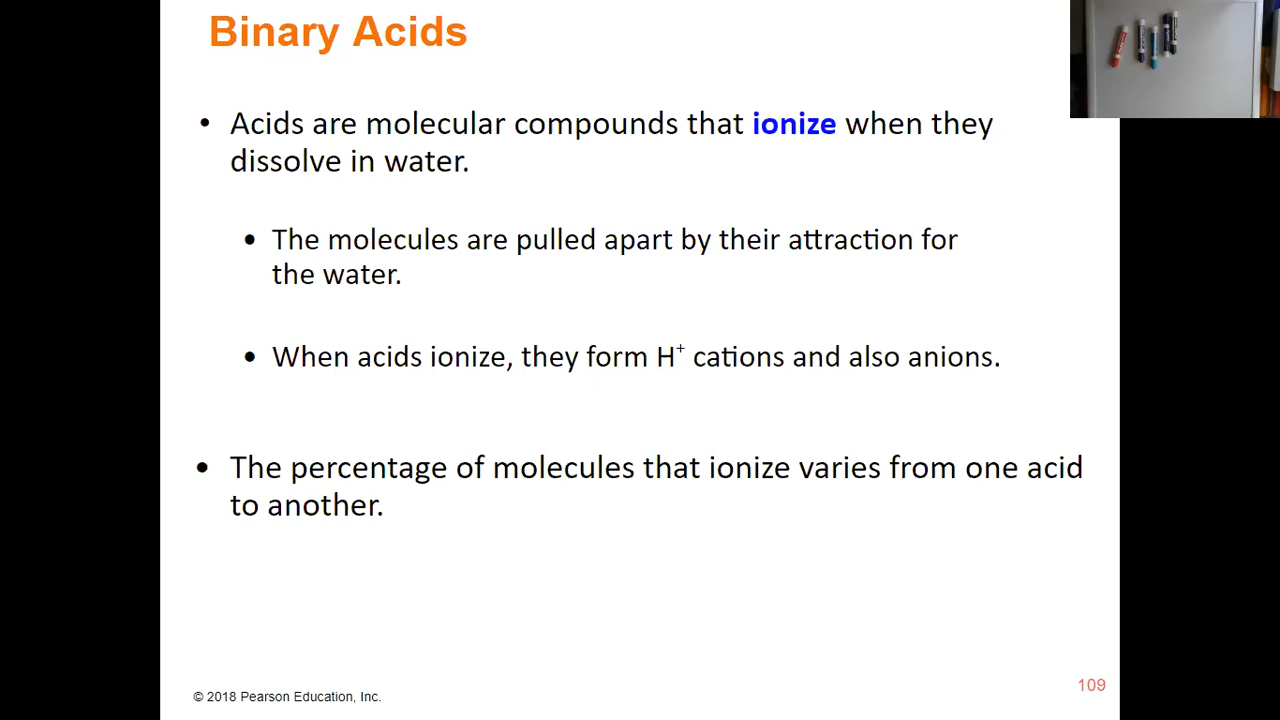 Binary Acids
• Acids are molecular compounds that ionize when they
dissolve in water.
• The molecules are pulled apart by their attraction for
the water.
• When acids ionize, they form H⁺ cations and also anions.
• The percentage of molecules that ionize varies from one acid
to another.
© 2018 Pearson Education, Inc.
109